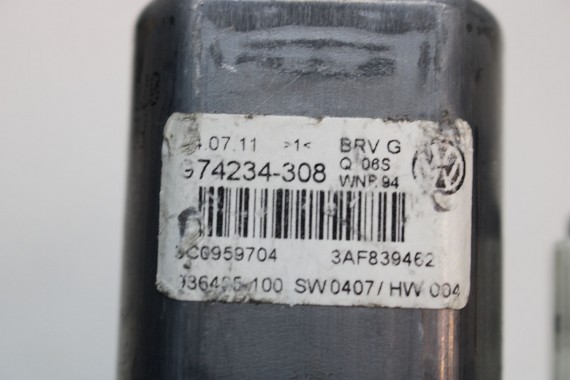 .07.11 >1< BRV G
974234-308 Q 06S
WNP.94
3C0959704 3AF839462
SW0407/ HW 004